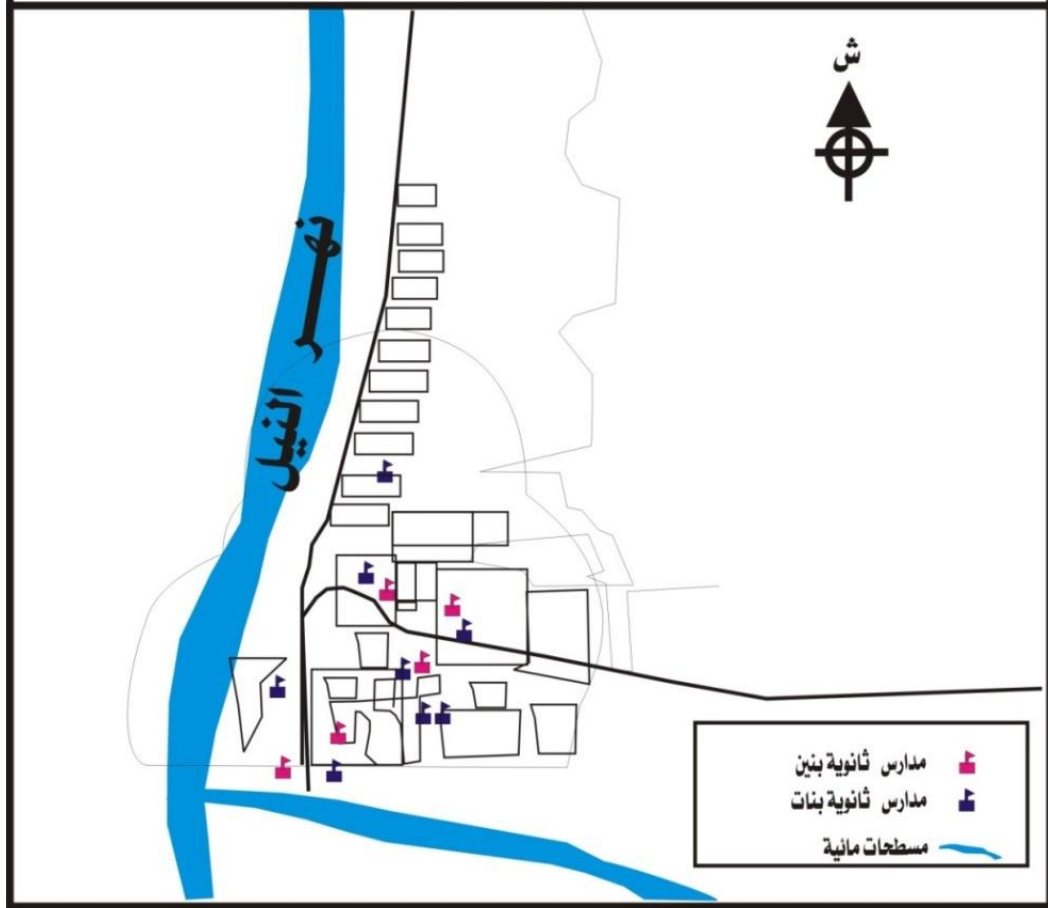 ش
نهر النيل
مدارس ثانوية بنين
مدارس ثانوية بنات
مسطحات مائية